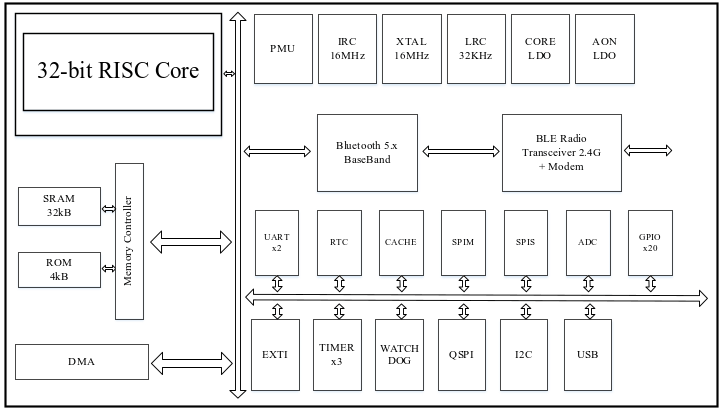 32-bit RISC Core
PMU
IRC
16MHz
XTAL
16MHz
LRC
32KHz
CORE
LDO
AON
LDO
Bluetooth 5.x
BaseBand
BLE Radio
Transceiver 2.4G
+ Modem
SRAM
32kB
ROM
4kB
Memory Controller
DMA
UART
x2
RTC
CACHE
SPIM
SPIS
ADC
GPIO
x20
EXTI
TIMER
x3
WATCH
DOG
QSPI
I2C
USB